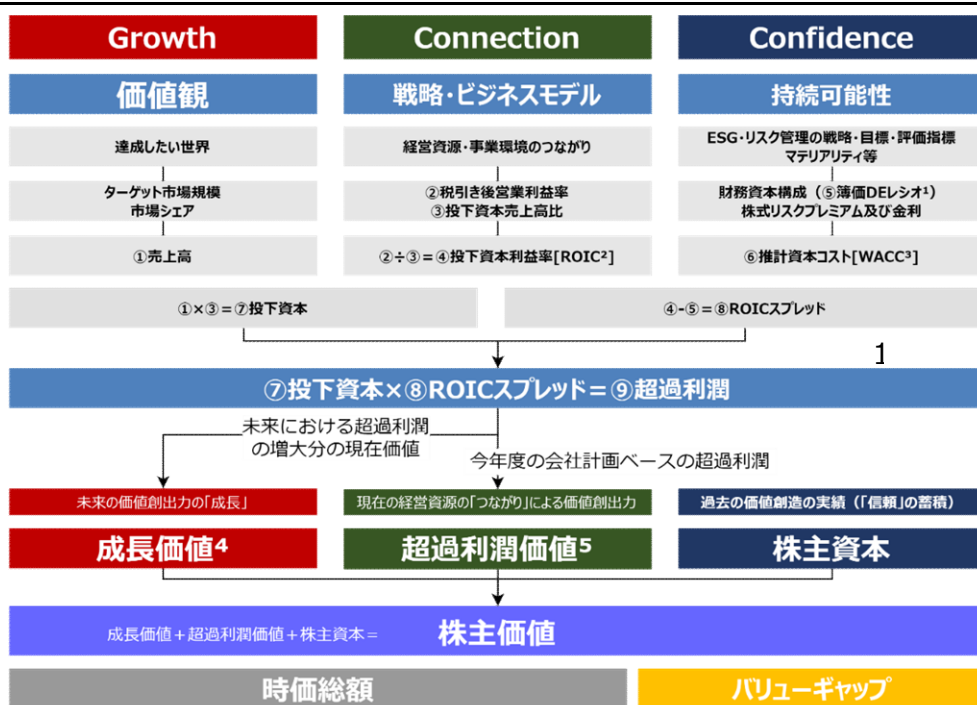 Growth
Connection
Confidence
価値観
戦略・ビジネスモデル
持続可能性
達成したい世界
経営資源・事業環境のつながり
ESG・リスク管理の戦略・目標・評価指標
マテリアリティ等
ターゲット市場規模
市場シェア
②税引き後営業利益率
③投下資本売上高比
財務資本構成（⑤簿価DEレシオ¹）
株式リスクプレミアム及び金利
①売上高
②÷③＝④投下資本利益率[ROIC²]
⑥推計資本コスト[WACC³]
①×③＝⑦投下資本
④-⑤＝⑧ROICスプレッド
1
⑦投下資本×⑧ROICスプレッド＝⑨超過利潤
未来における超過利潤
の増大分の現在価値
今年度の会社計画ベースの超過利潤
未来の価値創出力の「成長」
現在の経営資源の「つながり」による価値創出力
過去の価値創造の実績（「信頼」の蓄積）
成長価値⁴
超過利潤価値⁵
株主資本
成長価値＋超過利潤価値＋株主資本＝
株主価値
時価総額
バリューギャップ